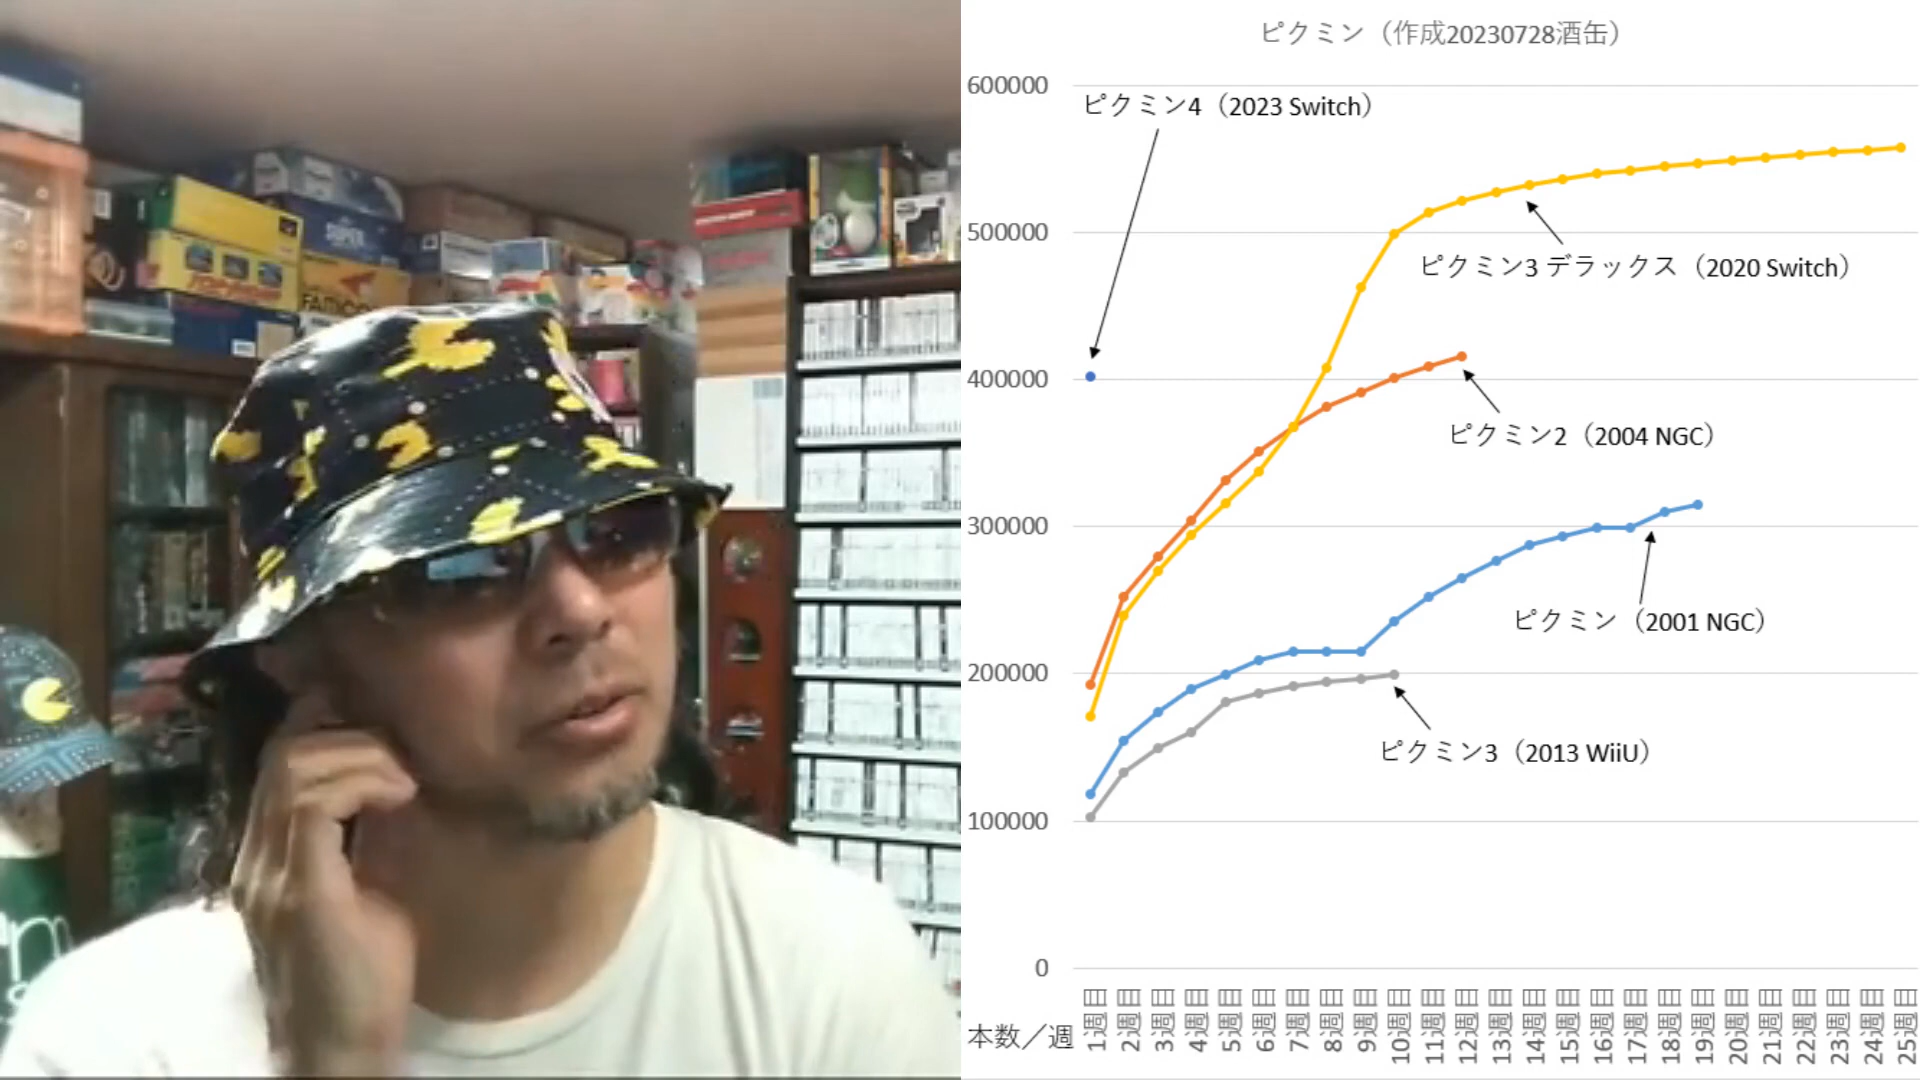 ピクミン（作成20230728酒缶）
600000
500000
400000
300000
200000
100000
0
ピクミン4（2023 Switch）
ピクミン3 デラックス（2020 Switch）
ピクミン2（2004 NGC）
ピクミン（2001 NGC）
ピクミン3（2013 WiiU）
本数／週
1週目
2週目
3週目
4週目
5週目
6週目
7週目
8週目
9週目
10週目
11週目
12週目
13週目
14週目
15週目
16週目
17週目
18週目
19週目
20週目
21週目
22週目
23週目
24週目
25週目
SUPER